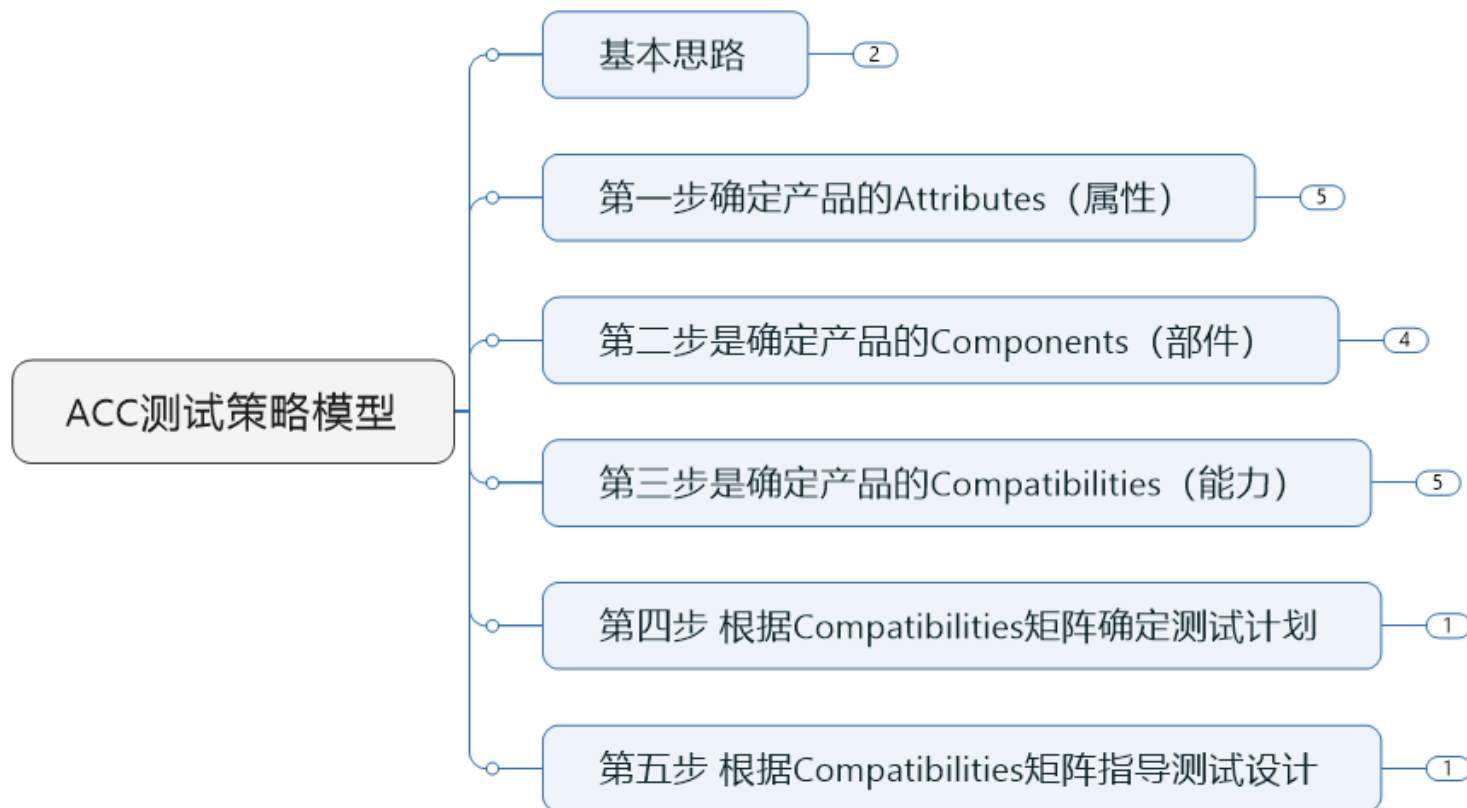 基本思路
2
第一步确定产品的Attributes（属性）
5
第二步是确定产品的Components（部件）
4
ACC测试策略模型
第三步是确定产品的Compatibilities（能力）
5
第四步 根据Compatibilities矩阵确定测试计划
1
第五步 根据Compatibilities矩阵指导测试设计
1